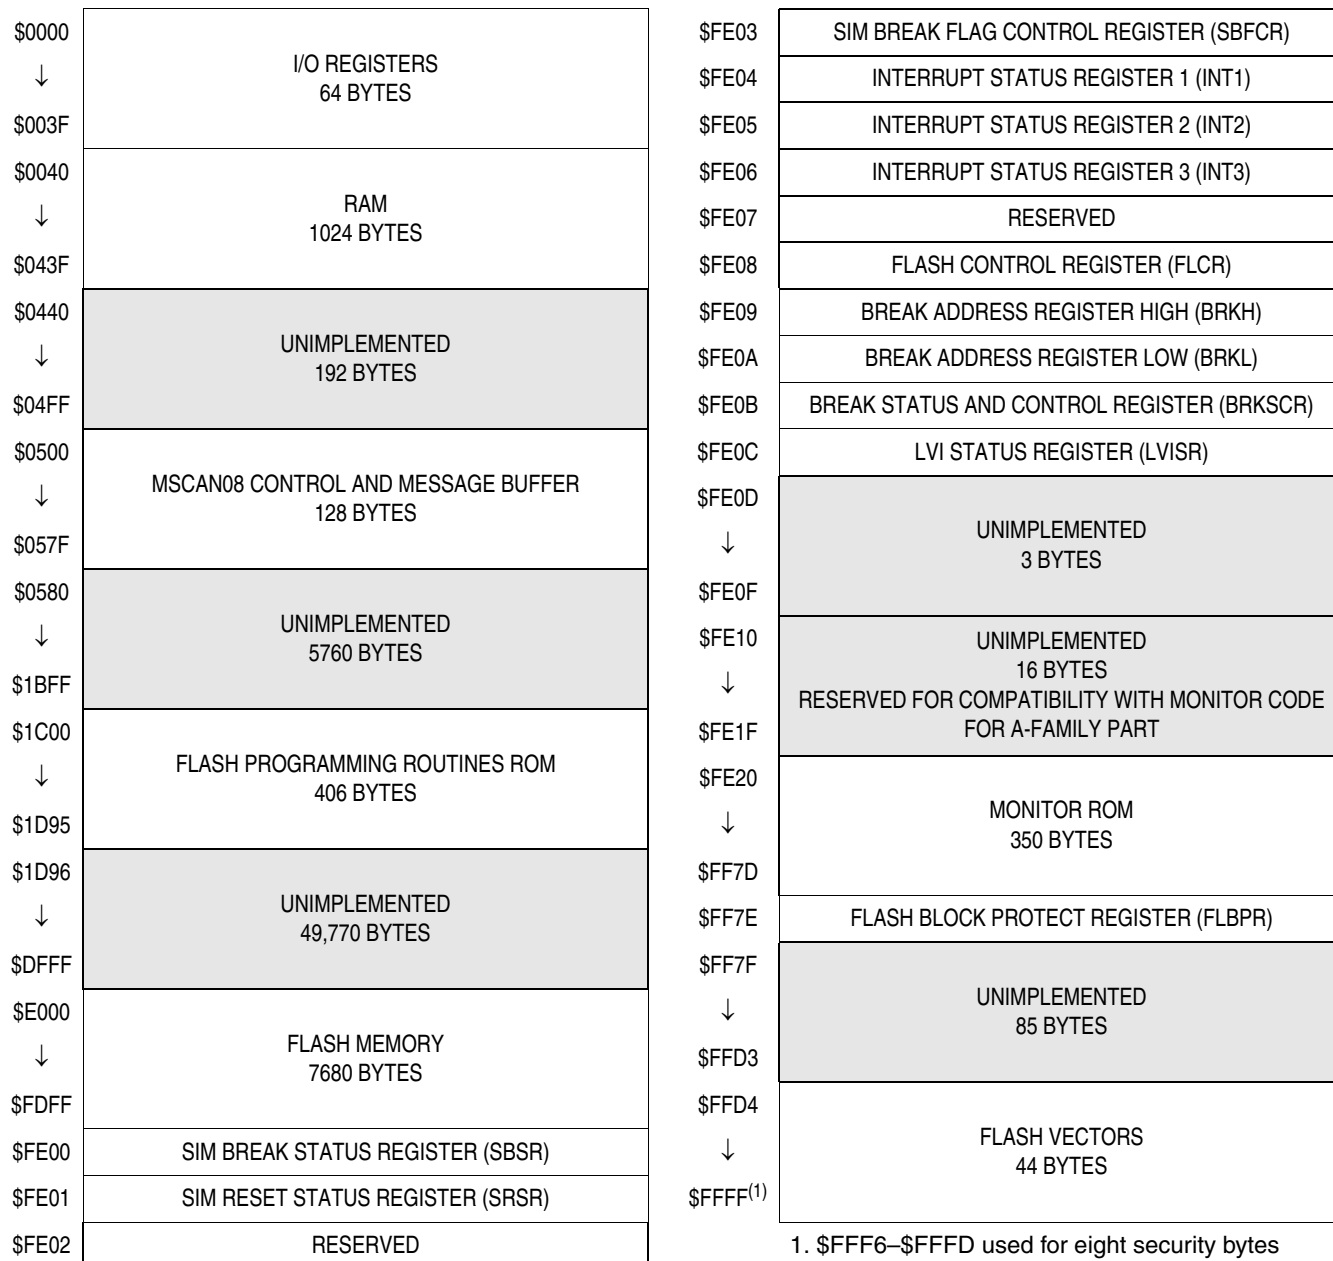 $0000
↓
$003F
I/O REGISTERS
64 BYTES
$0040
↓
$043F
RAM
1024 BYTES
$0440
↓
$04FF
UNIMPLEMENTED
192 BYTES
$0500
↓
$057F
MSCAN08 CONTROL AND MESSAGE BUFFER
128 BYTES
$0580
↓
$1BFF
UNIMPLEMENTED
5760 BYTES
$1C00
↓
$1D95
FLASH PROGRAMMING ROUTINES ROM
406 BYTES
$1D96
↓
$DFFF
UNIMPLEMENTED
49,770 BYTES
$E000
↓
$FDFF
FLASH MEMORY
7680 BYTES
$FE00 SIM BREAK STATUS REGISTER (SBSR)
$FE01 SIM RESET STATUS REGISTER (SRSR)
$FE02 RESERVED
$FE03 SIM BREAK FLAG CONTROL REGISTER (SBFCR)
$FE04 INTERRUPT STATUS REGISTER 1 (INT1)
$FE05 INTERRUPT STATUS REGISTER 2 (INT2)
$FE06 INTERRUPT STATUS REGISTER 3 (INT3)
$FE07 RESERVED
$FE08 FLASH CONTROL REGISTER (FLCR)
$FE09 BREAK ADDRESS REGISTER HIGH (BRKH)
$FE0A BREAK ADDRESS REGISTER LOW (BRKL)
$FE0B BREAK STATUS AND CONTROL REGISTER (BRKSCR)
$FE0C LVI STATUS REGISTER (LVISR)
$FE0D
↓
$FE0F
UNIMPLEMENTED
3 BYTES
$FE10
↓
$FE1F
UNIMPLEMENTED
16 BYTES
RESERVED FOR COMPATIBILITY WITH MONITOR CODE
FOR A-FAMILY PART
$FE20
↓
$FF7D
MONITOR ROM
350 BYTES
$FF7E FLASH BLOCK PROTECT REGISTER (FLBPR)
$FF7F
↓
$FFD3
UNIMPLEMENTED
85 BYTES
$FFD4
↓
$FFFF(1)
FLASH VECTORS
44 BYTES
1. $FFF6–$FFFD used for eight security bytes